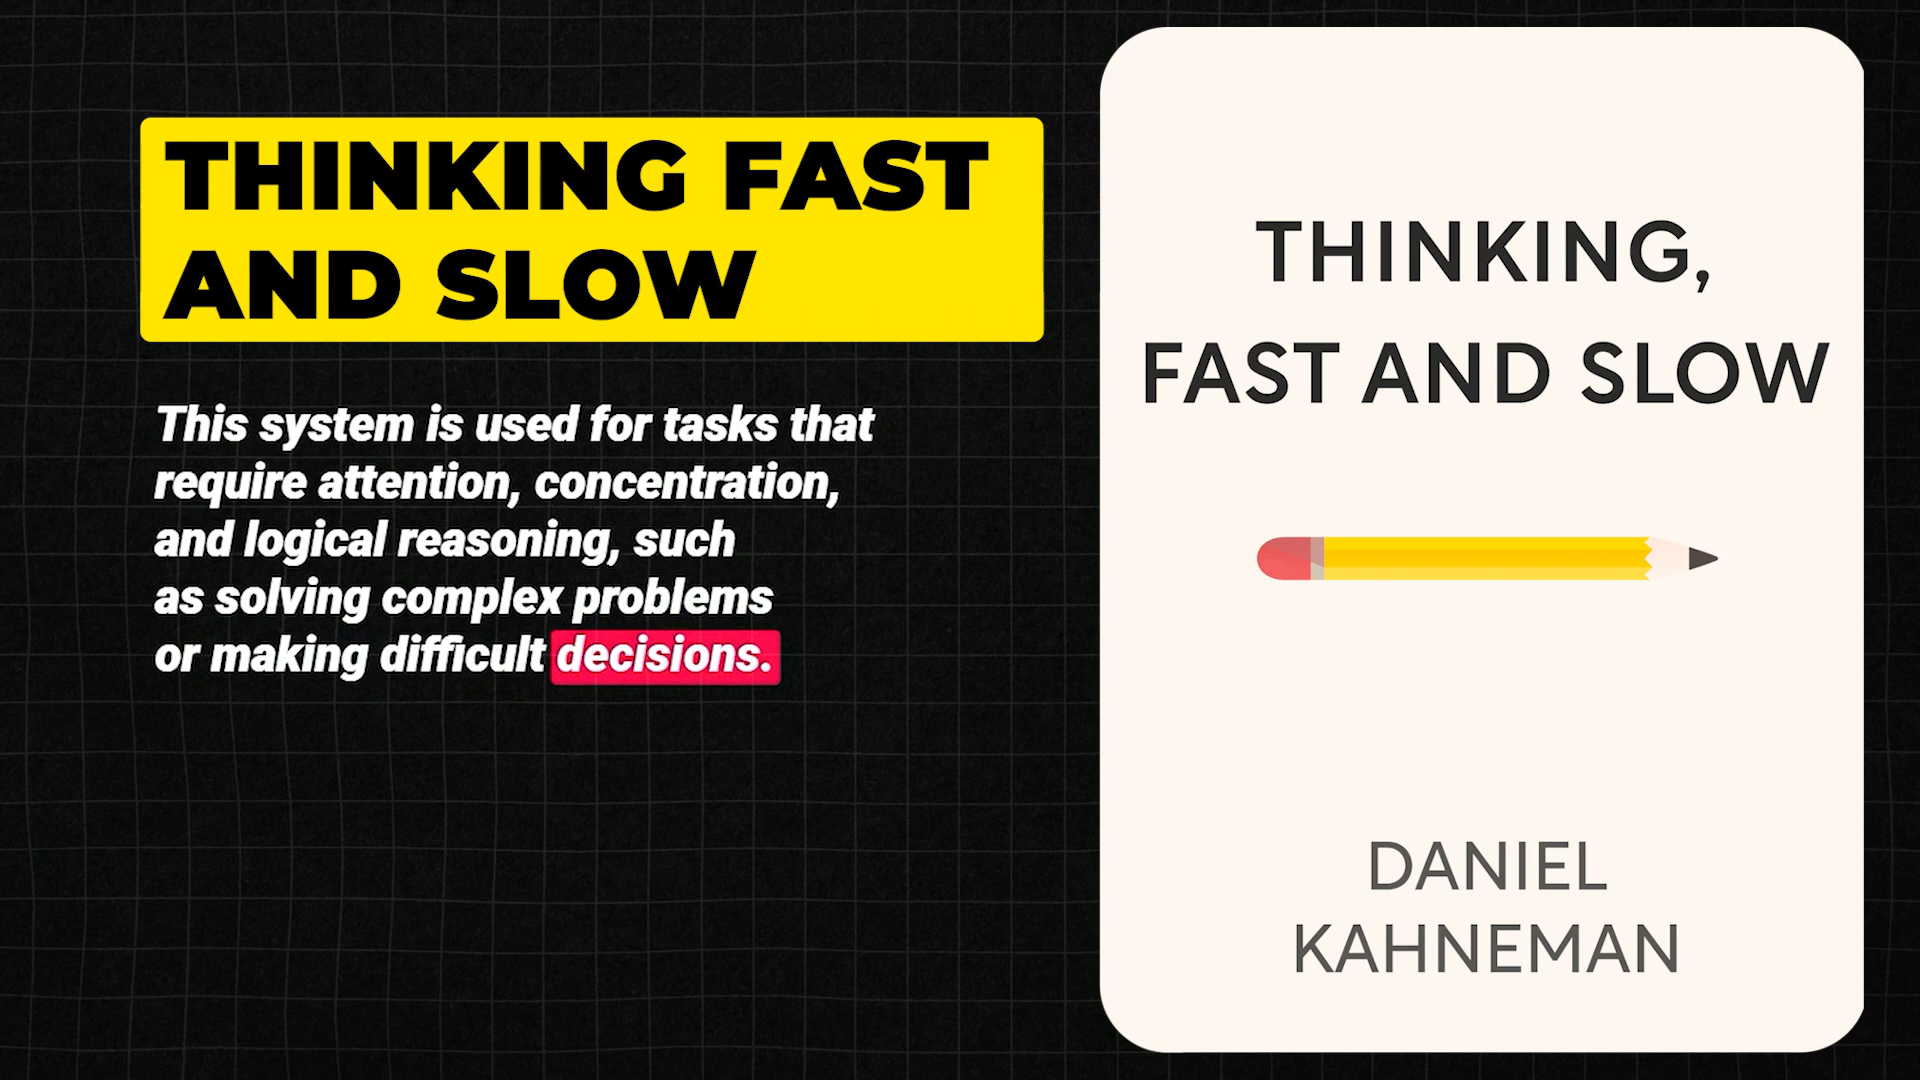 THINKING FAST
AND SLOW
This system is used for tasks that
require attention, concentration,
and logical reasoning, such
as solving complex problems
or making difficult decisions.
THINKING,
FAST AND SLOW
DANIEL
KAHNEMAN